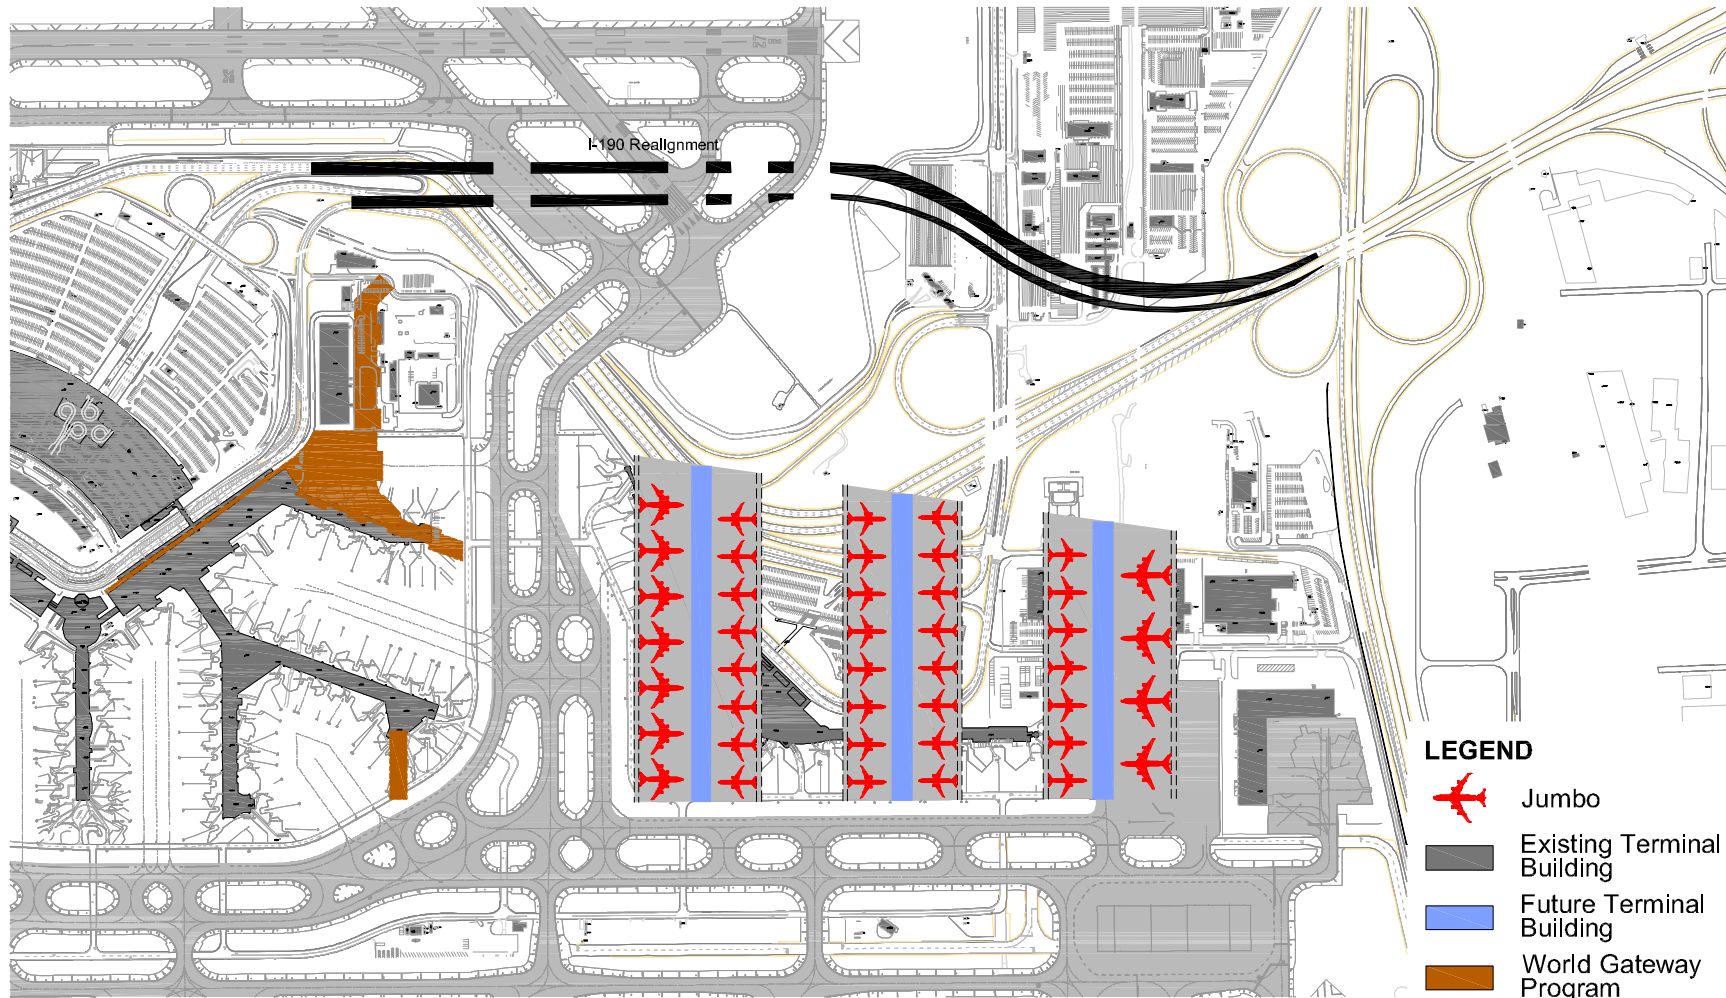 I-190 Realignment
LEGEND
Jumbo
Existing Terminal
Building
Future Terminal
Building
World Gateway
Program